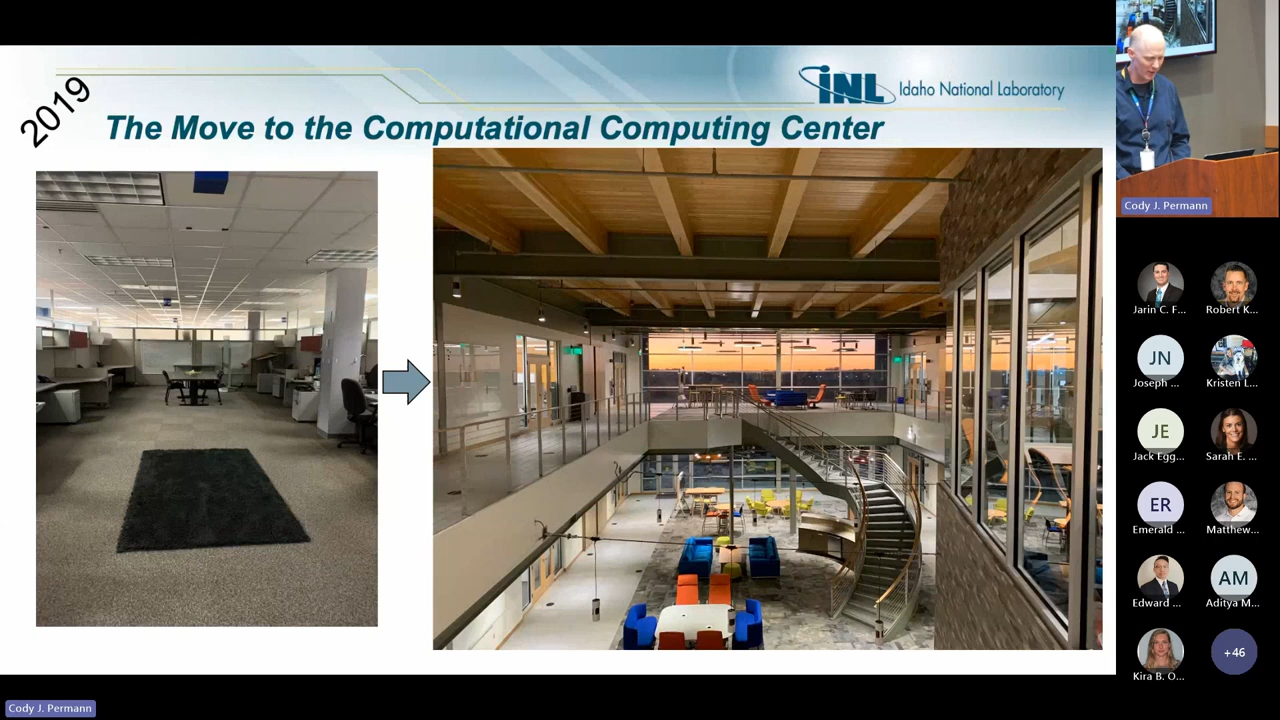 2019
INL Idaho National Laboratory
The Move to the Computational Computing Center
Cody J. Permann
Jarin C. F...
Robert K...
JN
Joseph ...
Kristen L...
JE
Jack Egg...
Sarah E. ...
ER
Emerald ...
Matthew...
Edward ...
AM
Aditya M...
Kira B. O...
+46
Cody J. Permann